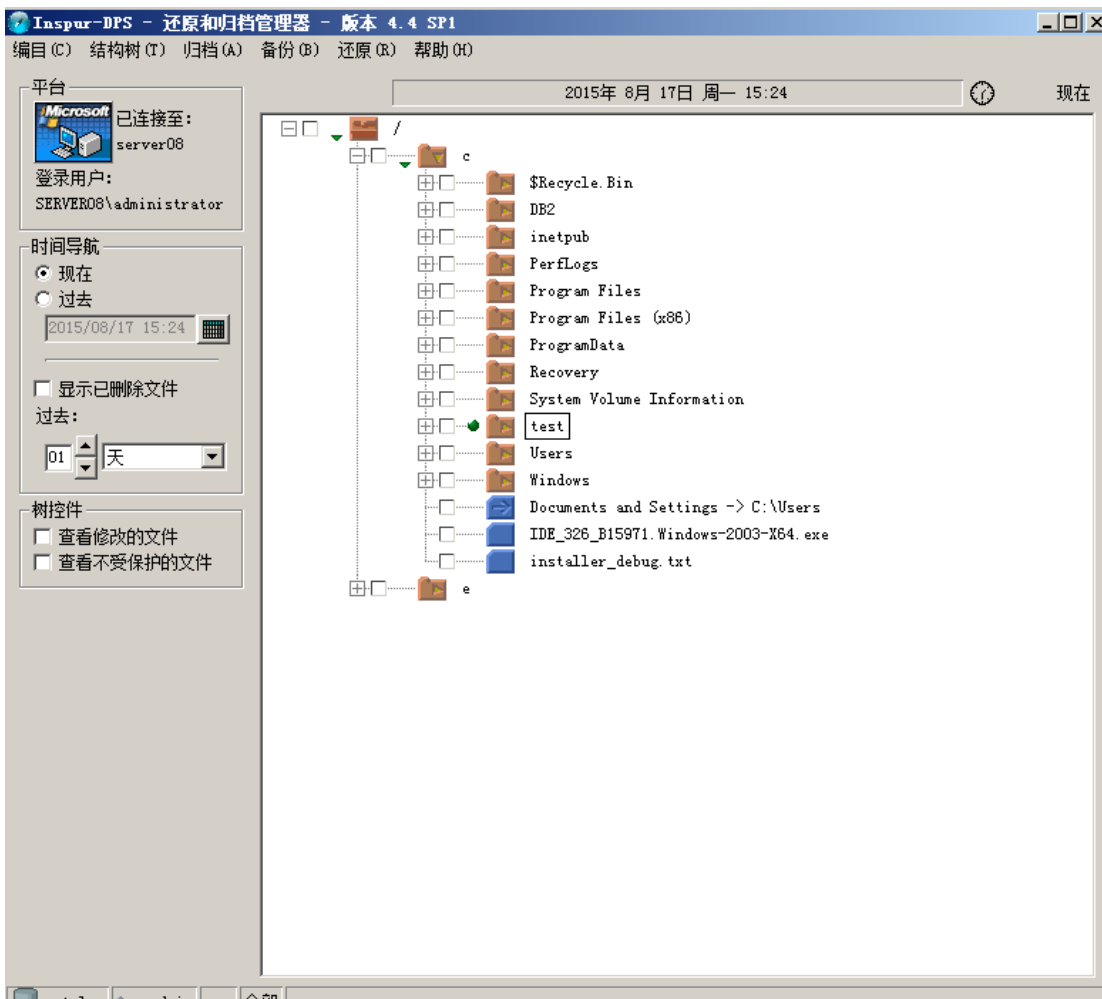 Inspur-DPS - 还原和归档管理器 - 版本 4.4 SP1
编目(C) 结构树(T) 归档(A) 备份(B) 还原(R) 帮助(H)
平台
Microsoft
已连接至:
server08
登录用户:
SERVER08\administrator
时间导航
现在
过去
2015/08/17 15:24
显示已删除文件
过去:
01 天
树控件
查看修改的文件
查看不受保护的文件
2015年 8月 17日 周一 15:24 现在
/
c
$Recycle.Bin
DB2
inetpub
PerfLogs
Program Files
Program Files (x86)
ProgramData
Recovery
System Volume Information
test
Users
Windows
Documents and Settings -> C:\Users
IDE_326_B15971.Windows-2003-X64.exe
installer_debug.txt
e
全部